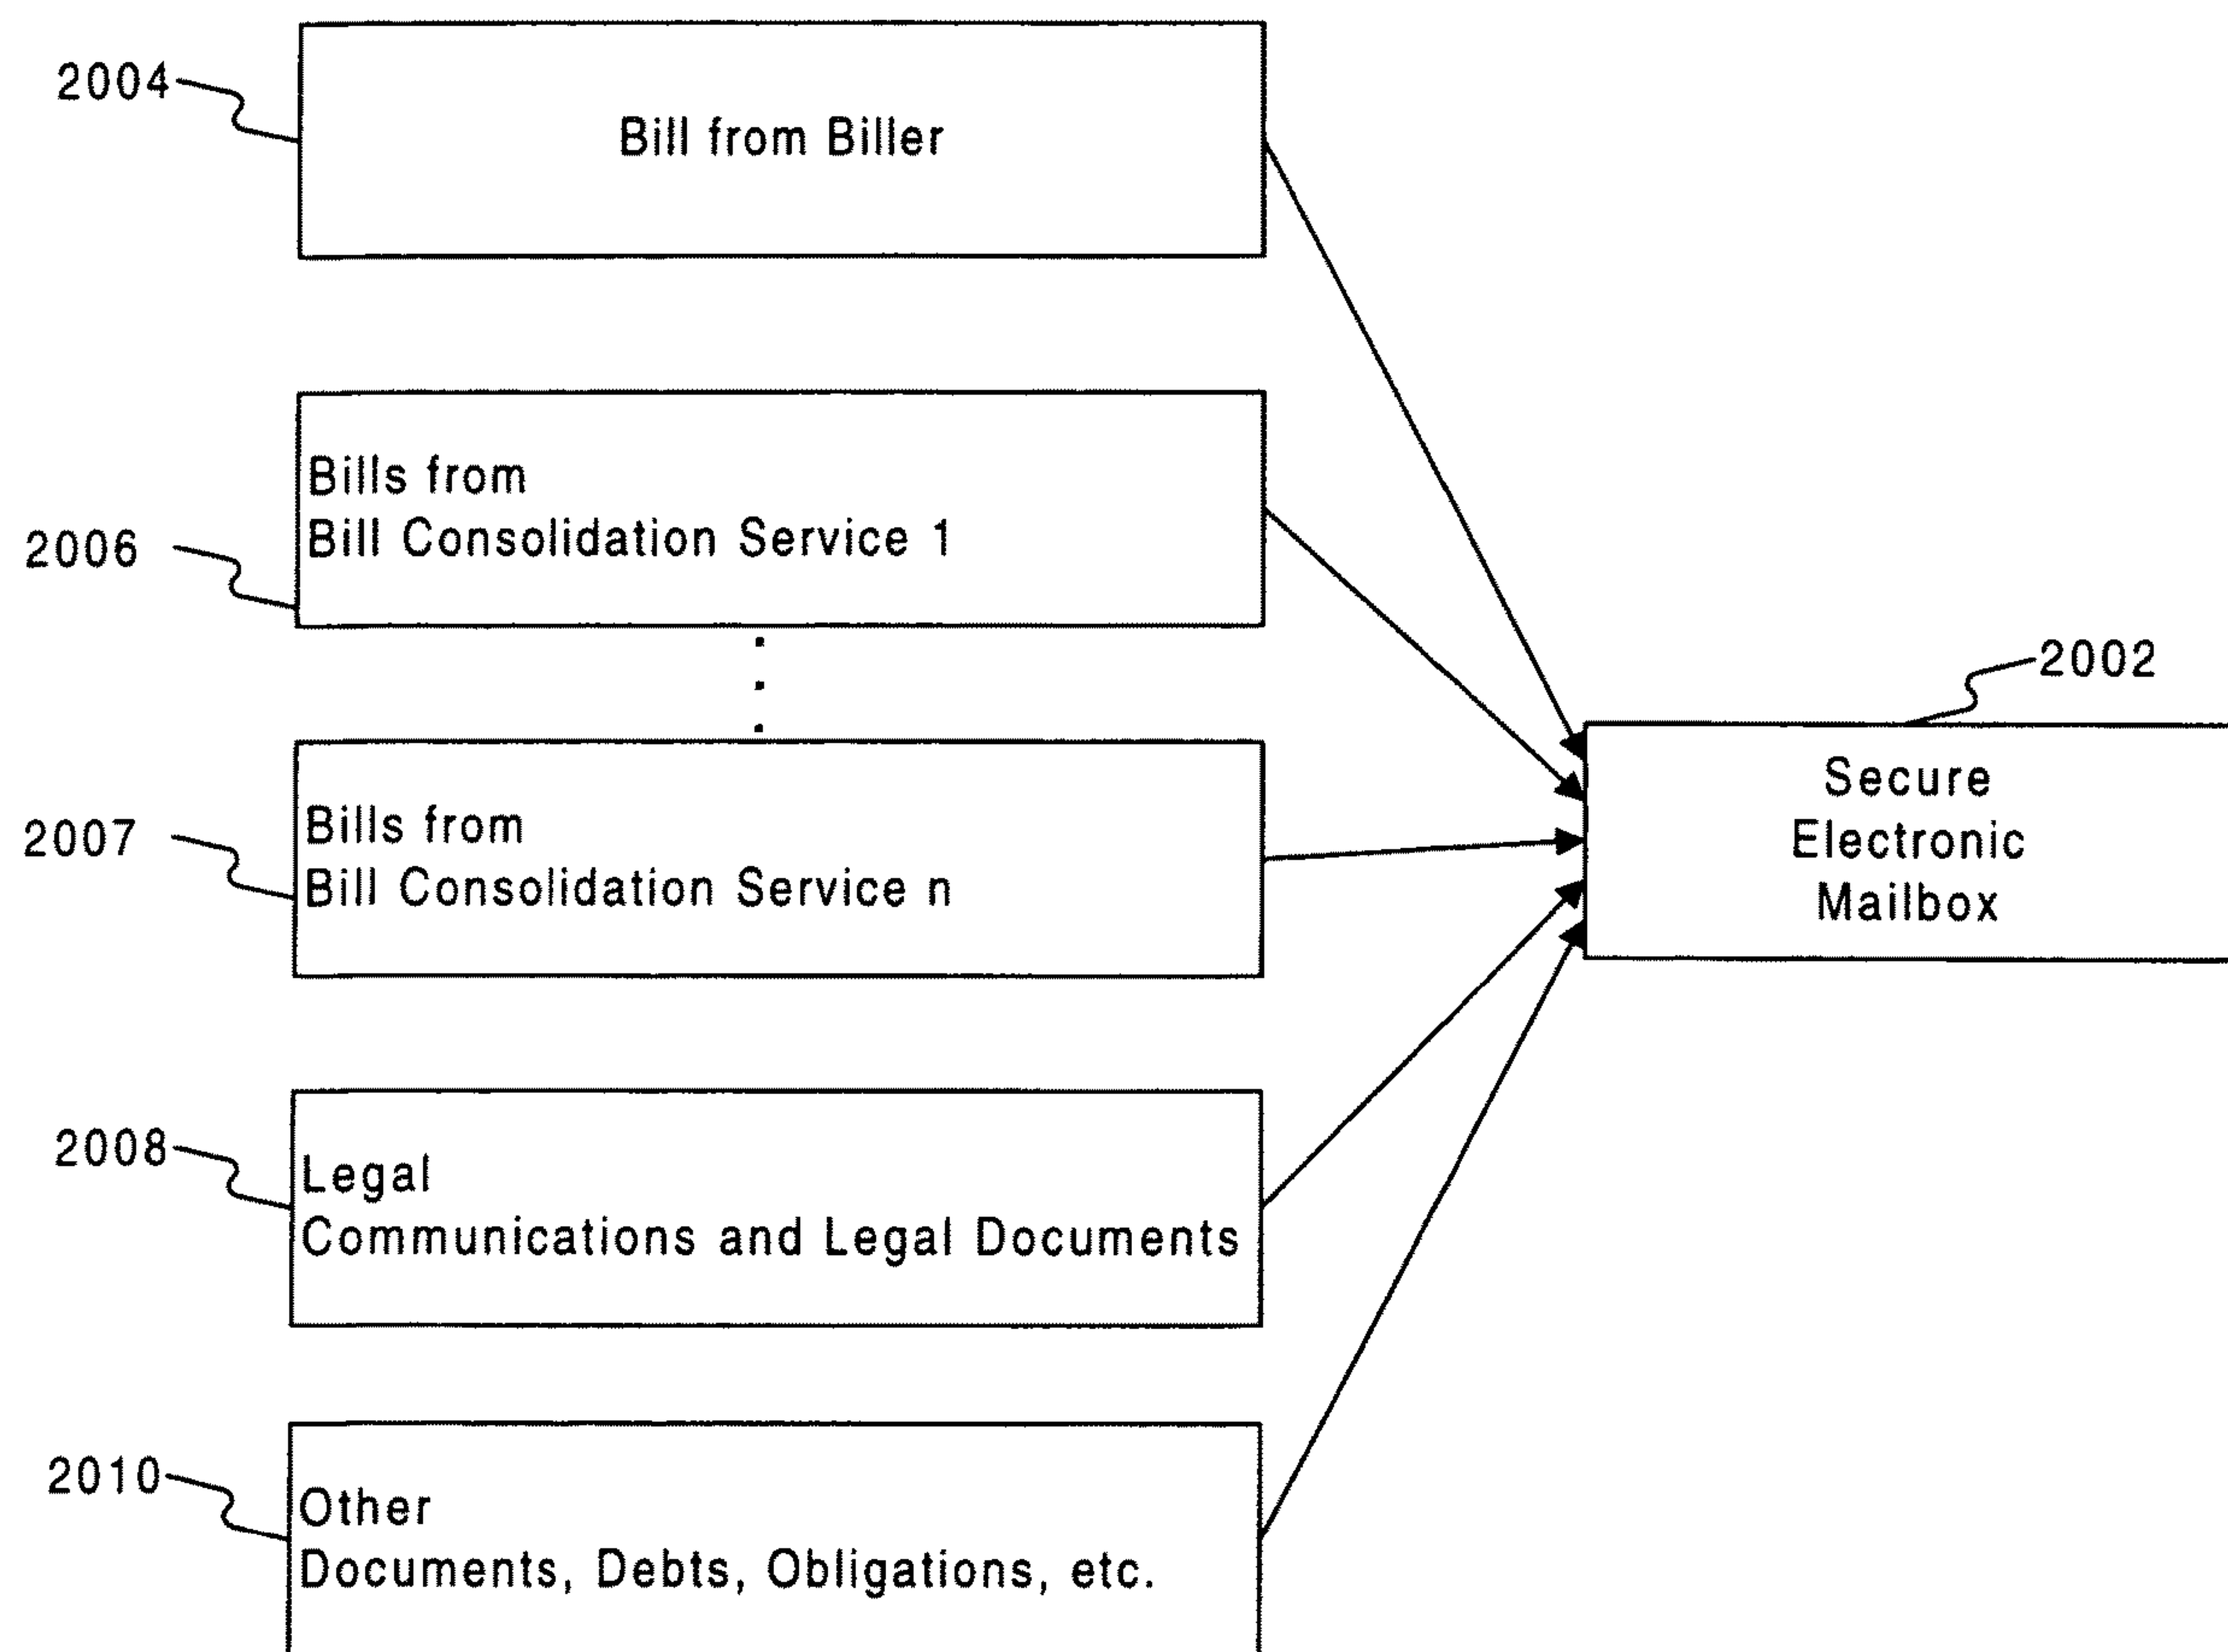 2004
Bill from Biller
Bills from
Bill Consolidation Service 1
2006
2002
Secure
Electronic
Mailbox
Bills from
Bill Consolidation Service n
2007
2008
Legal
Communications and Legal Documents
2010
Other
Documents, Debts, Obligations, etc.